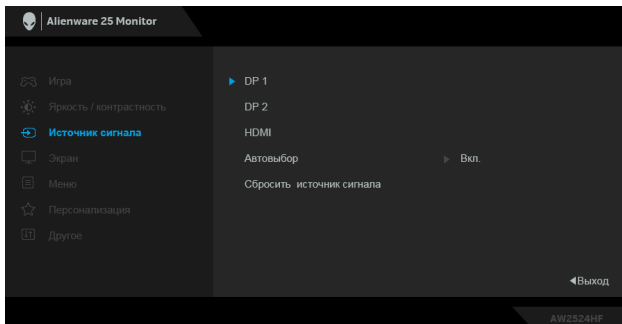 Alienware 25 Monitor
Игра
Яркость / контрастность
Источник сигнала
Экран
Меню
Персонализация
Другое
DP 1
DP 2
HDMI
Автовыбор Вкл.
Сбросить источник сигнала
Выход
AW2524HF